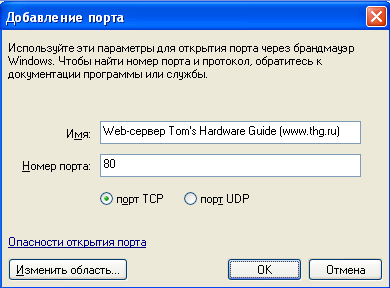 Добавление порта
Используйте эти параметры для открытия порта через брандмауэр
Windows. Чтобы найти номер порта и протокол, обратитесь к
документации программы или службы.
Имя: Web-сервер Tom's Hardware Guide (www.thg.ru)
Номер порта: 80
порт TCP порт UDP
Опасности открытия порта
Изменить область... OK Отмена